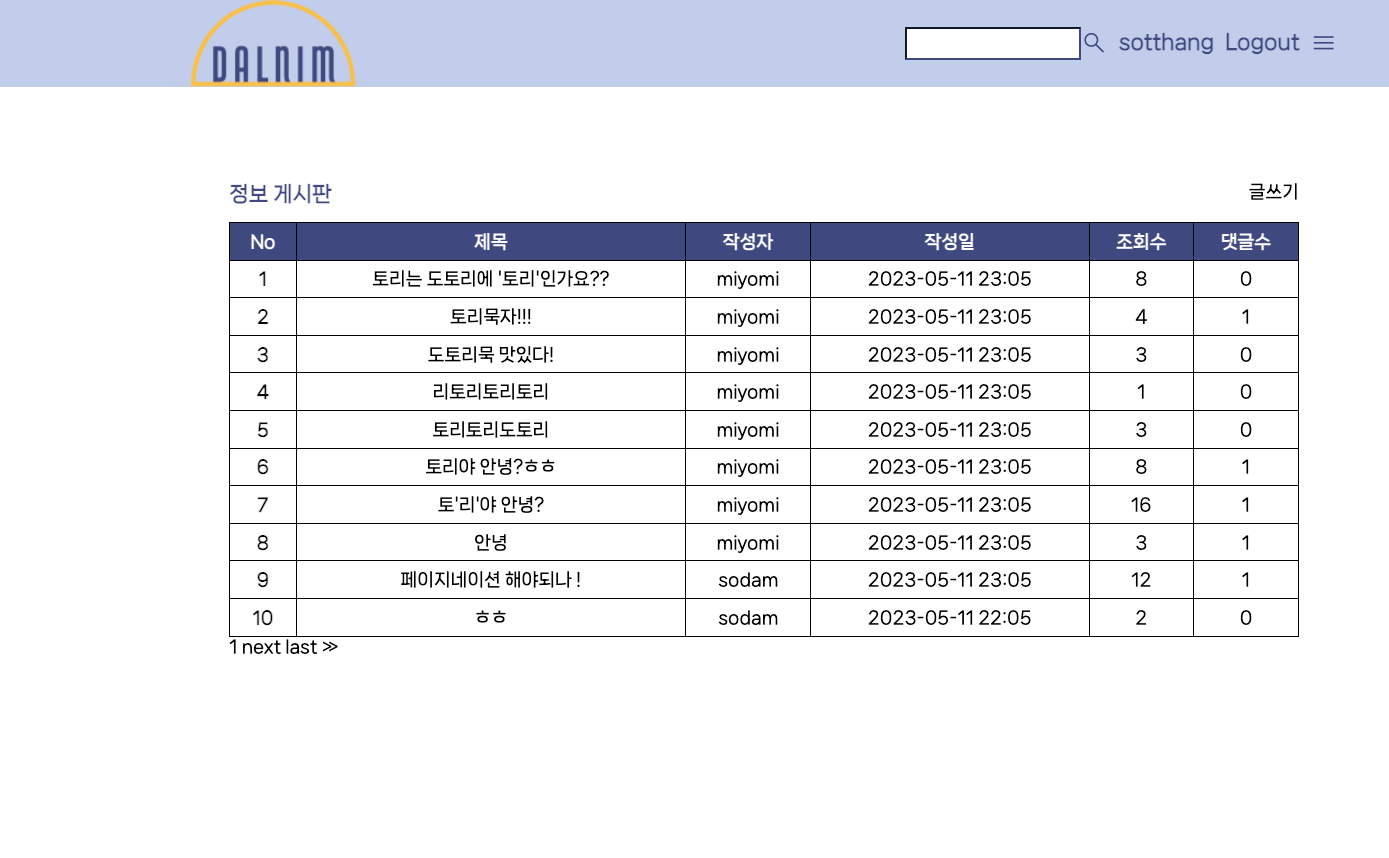 DALNIM
sotthang Logout
정보 게시판 글쓰기
No 제목 작성자 작성일 조회수 댓글수
1 토리는 도토리에 '토리'인가요?? miyomi 2023-05-11 23:05 8 0
2 토리묵자!!! miyomi 2023-05-11 23:05 4 1
3 도토리묵 맛있다! miyomi 2023-05-11 23:05 3 0
4 리토리토리토리 miyomi 2023-05-11 23:05 1 0
5 토리토리도토리 miyomi 2023-05-11 23:05 3 0
6 토리야 안녕?ㅎㅎ miyomi 2023-05-11 23:05 8 1
7 토'리'야 안녕? miyomi 2023-05-11 23:05 16 1
8 안녕 miyomi 2023-05-11 23:05 3 1
9 페이지네이션 해야되나 ! sodam 2023-05-11 23:05 12 1
10 ㅎㅎ sodam 2023-05-11 22:05 2 0
1 next last ≫